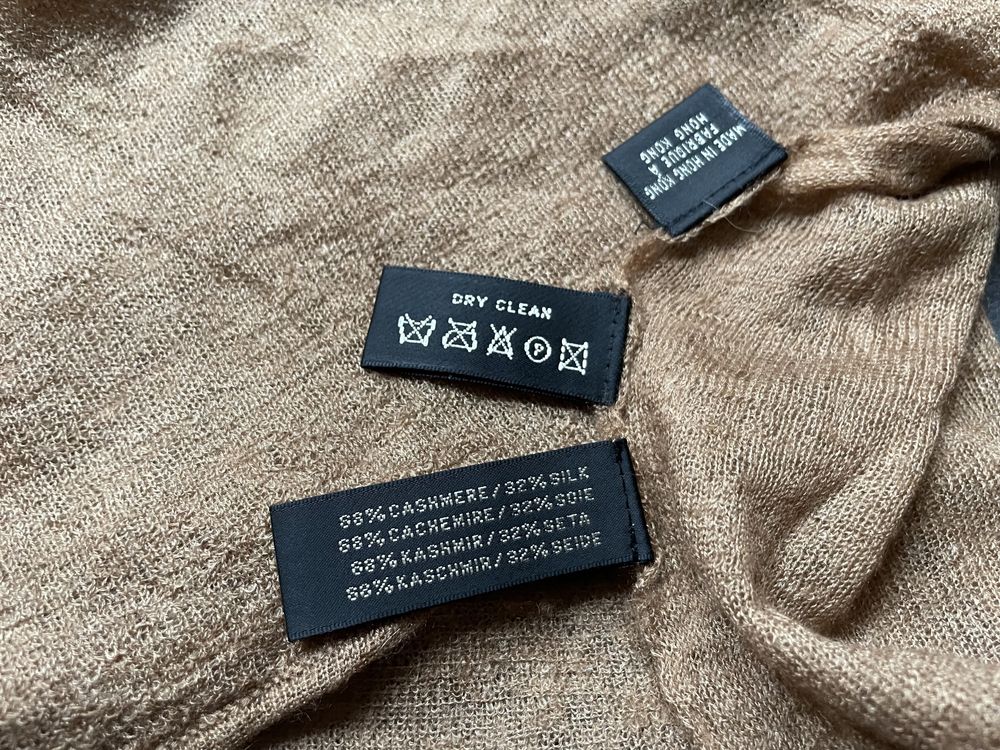 MADE IN HONG KONG
FABRIQUÉ À
HONG KONG
DRY CLEAN
P
68% CASHMERE/32% SILK
68% CACHEMIRE/32% SOIE
68% KASHMIR/32% SETA
68% KASCHMIR/32% SEIDE